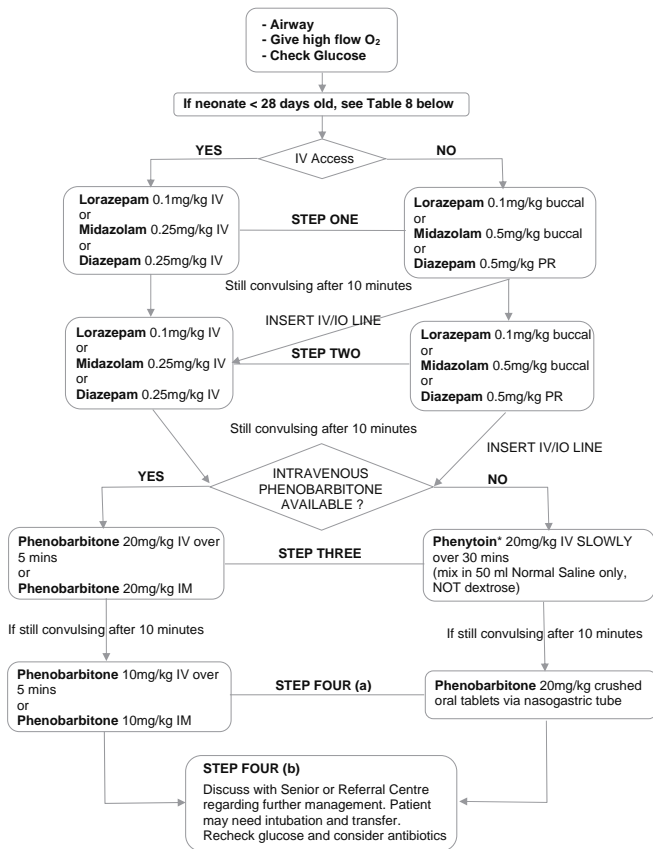 - Airway
- Give high flow O₂
- Check Glucose
If neonate < 28 days old, see Table 8 below
YES
IV Access
NO
Lorazepam 0.1mg/kg IV
or
Midazolam 0.25mg/kg IV
or
Diazepam 0.25mg/kg IV
STEP ONE
Lorazepam 0.1mg/kg buccal
or
Midazolam 0.5mg/kg buccal
or
Diazepam 0.5mg/kg PR
Still convulsing after 10 minutes
INSERT IV/IO LINE
Lorazepam 0.1mg/kg IV
or
Midazolam 0.25mg/kg IV
or
Diazepam 0.25mg/kg IV
STEP TWO
Lorazepam 0.1mg/kg buccal
or
Midazolam 0.5mg/kg buccal
or
Diazepam 0.5mg/kg PR
Still convulsing after 10 minutes
INSERT IV/IO LINE
YES
INTRAVENOUS
PHENOBARBITONE
AVAILABLE ?
NO
Phenobarbitone 20mg/kg IV over
5 mins
or
Phenobarbitone 20mg/kg IM
STEP THREE
Phenytoin* 20mg/kg IV SLOWLY
over 30 mins
(mix in 50 ml Normal Saline only,
NOT dextrose)
If still convulsing after 10 minutes
If still convulsing after 10 minutes
Phenobarbitone 10mg/kg IV over
5 mins
or
Phenobarbitone 10mg/kg IM
STEP FOUR (a)
Phenobarbitone 20mg/kg crushed
oral tablets via nasogastric tube
STEP FOUR (b)
Discuss with Senior or Referral Centre
regarding further management. Patient
may need intubation and transfer.
Recheck glucose and consider antibiotics